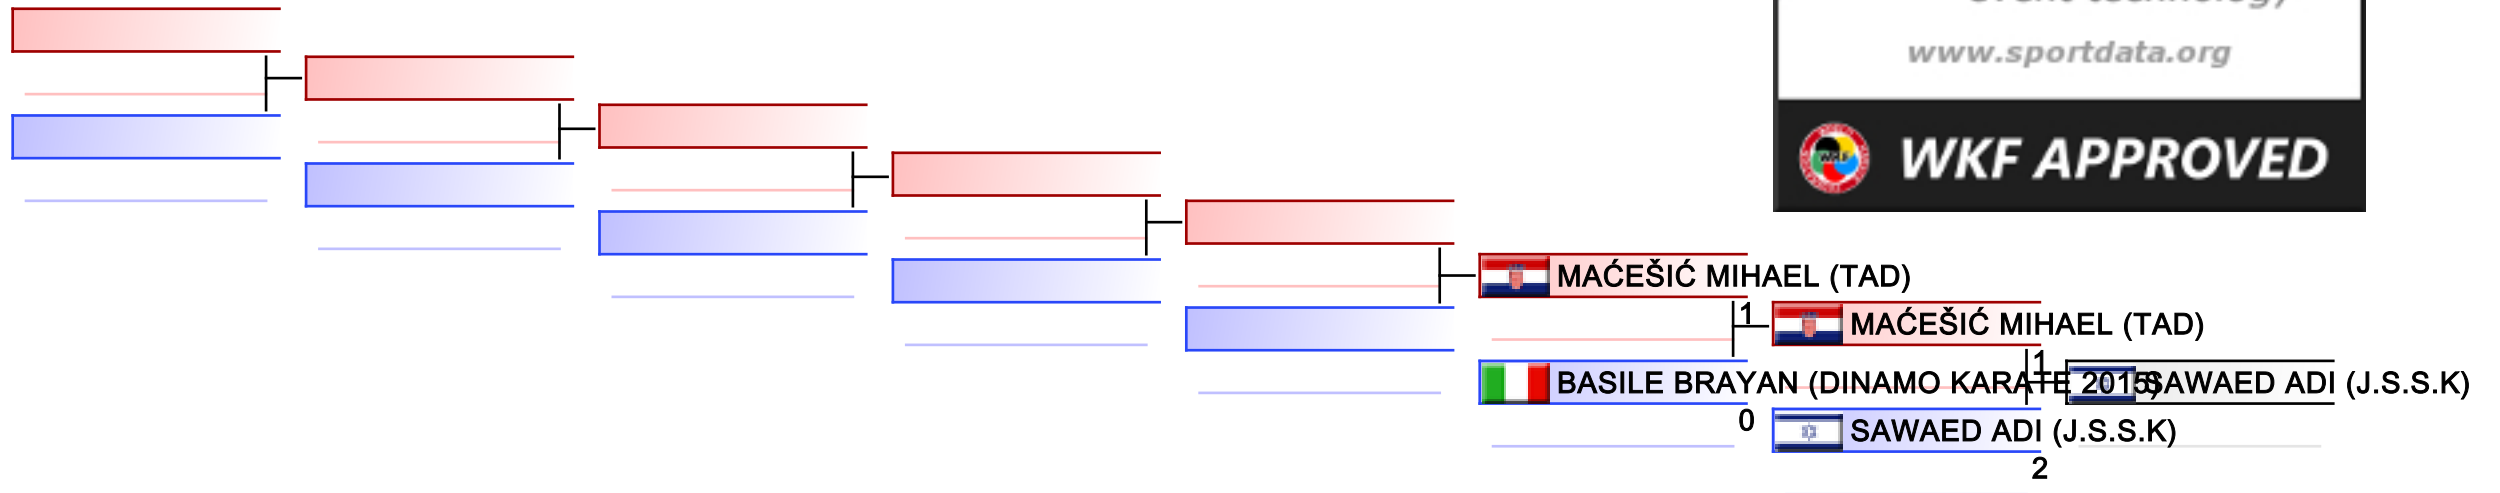 www.sportdata.org
WKF APPROVED
MAĆEŠIĆ MIHAEL (TAD)
1
MAĆEŠIĆ MIHAEL (TAD)
BASILE BRAYAN (DINAMO KARATE 2015)
0
1
SAWAED ADI (J.S.S.K)
SAWAED ADI (J.S.S.K)
2